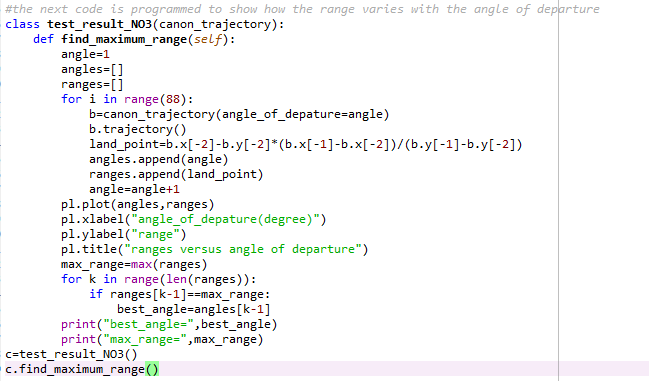 #the next code is programmed to show how the range varies with the angle of departure
class test_result_NO3(canon_trajectory):
    def find_maximum_range(self):
        angle=1
        angles=[]
        ranges=[]
        for i in range(88):
            b=canon_trajectory(angle_of_depature=angle)
            b.trajectory()
            land_point=b.x[-2]-b.y[-2]*(b.x[-1]-b.x[-2])/(b.y[-1]-b.y[-2])
            angles.append(angle)
            ranges.append(land_point)
            angle=angle+1
        pl.plot(angles,ranges)
        pl.xlabel("angle_of_depature(degree)")
        pl.ylabel("range")
        pl.title("ranges versus angle of departure")
        max_range=max(ranges)
        for k in range(len(ranges)):
            if ranges[k-1]==max_range:
                best_angle=angles[k-1]
        print("best_angle=",best_angle)
        print("max_range=",max_range)
c=test_result_NO3()
c.find_maximum_range()